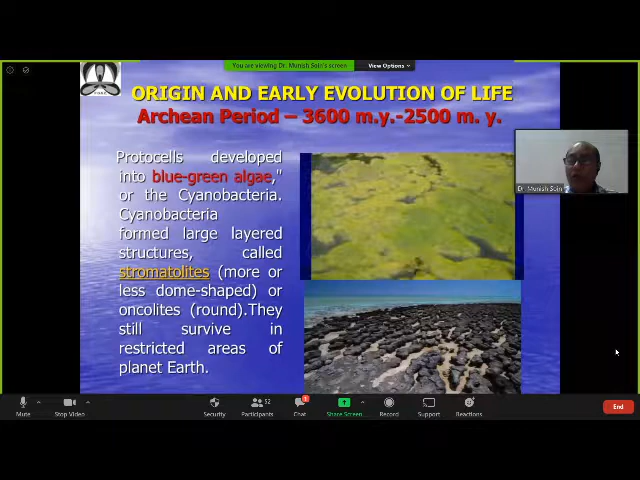 You are viewing Dr. Munish Soin's screen
View Options
ORIGIN AND EARLY EVOLUTION OF LIFE
Archean Period – 3600 m.y.-2500 m. y.
Protocells developed
into blue-green algae,"
or the Cyanobacteria.
Cyanobacteria
formed large layered
structures, called
stromatolites (more or
less dome-shaped) or
oncolites (round).They
still survive in
restricted areas of
planet Earth.
Dr. Munish Soin
Mute
Stop Video
Security
Participants
52
Chat
Share Screen
Record
Support
Reactions
End